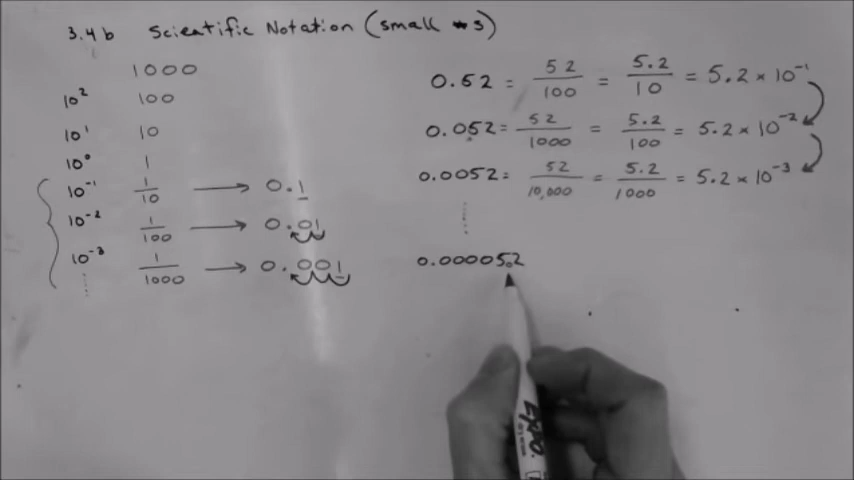 3.4b Scientific Notation (small #s)
1000
10² 100
10¹ 10
10⁰ 1
10⁻¹ 1/10 → 0.1
10⁻² 1/100 → 0.01
10⁻³ 1/1000 → 0.001
0.52 = 52/100 = 5.2/10 = 5.2 × 10⁻¹
0.052 = 52/1000 = 5.2/100 = 5.2 × 10⁻²
0.0052 = 52/10,000 = 5.2/1000 = 5.2 × 10⁻³
0.000052
EXPO